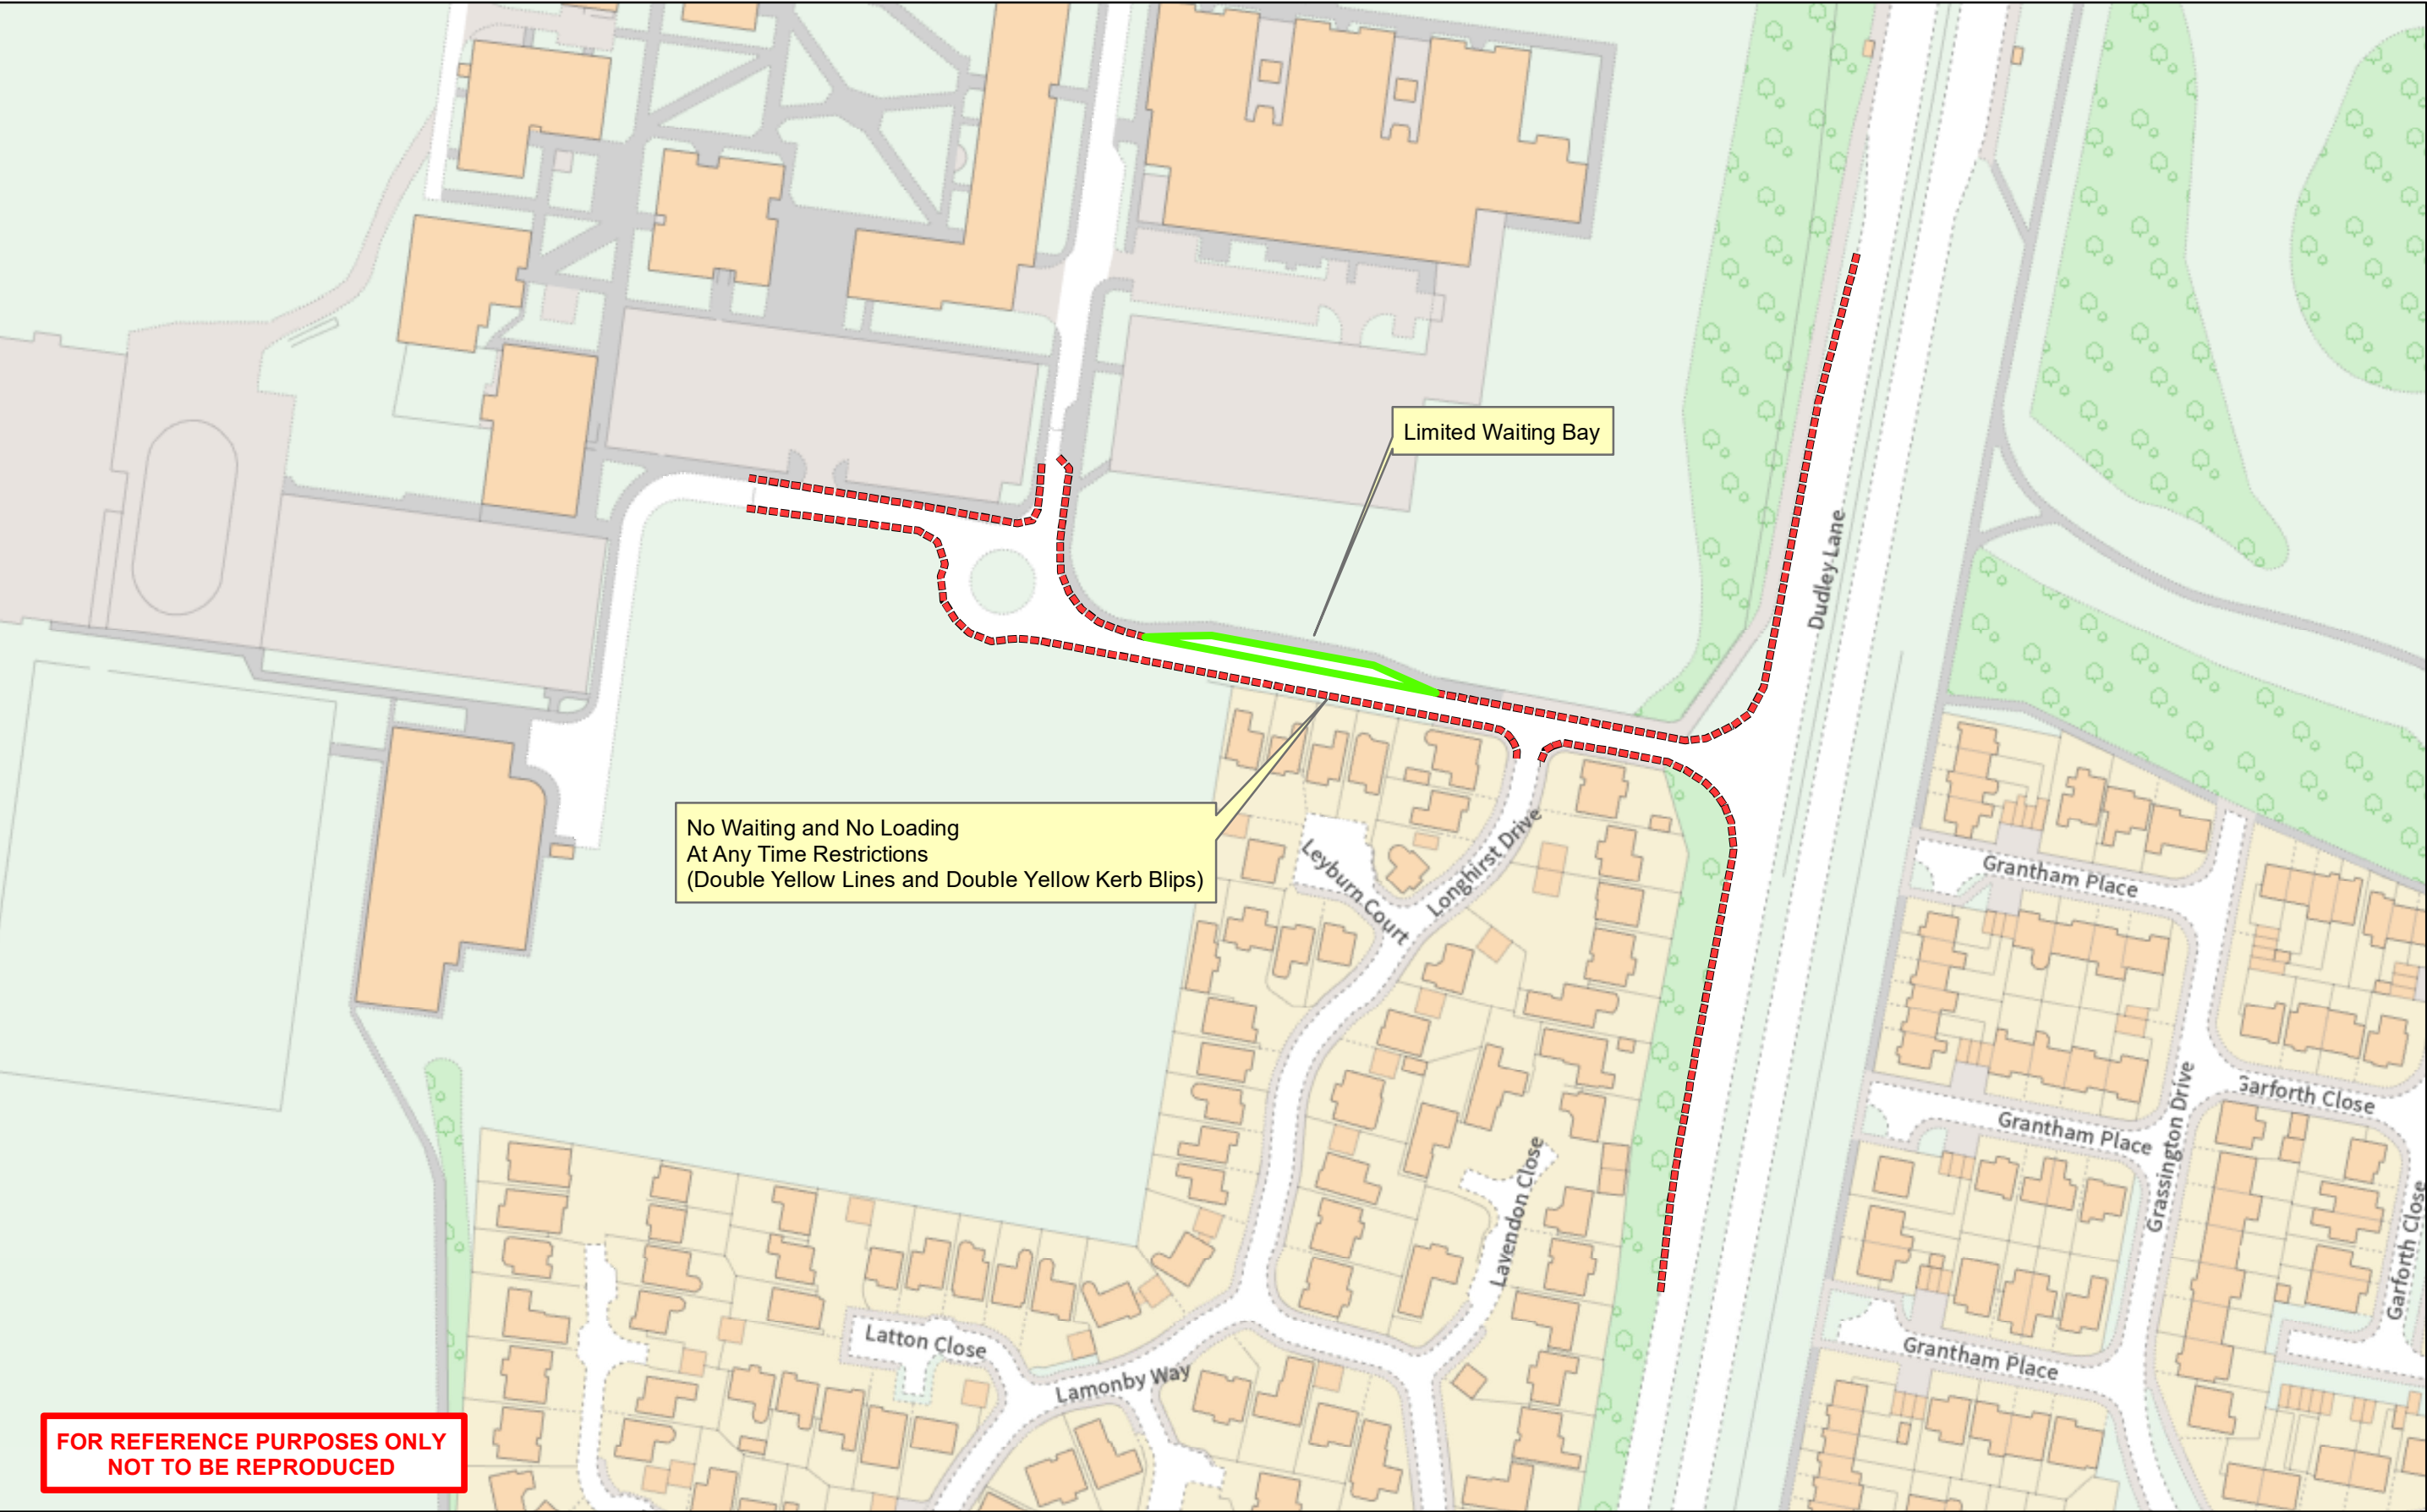 Limited Waiting Bay
Dudley Lane
No Waiting and No Loading
At Any Time Restrictions
(Double Yellow Lines and Double Yellow Kerb Blips)
Leyburn Court
Longhirst Drive
Grantham Place
Garforth Close
Grantham Place
Grassington Drive
Lavendon Close
Garforth Close
Latton Close
Lamonby Way
Grantham Place
FOR REFERENCE PURPOSES ONLY
NOT TO BE REPRODUCED